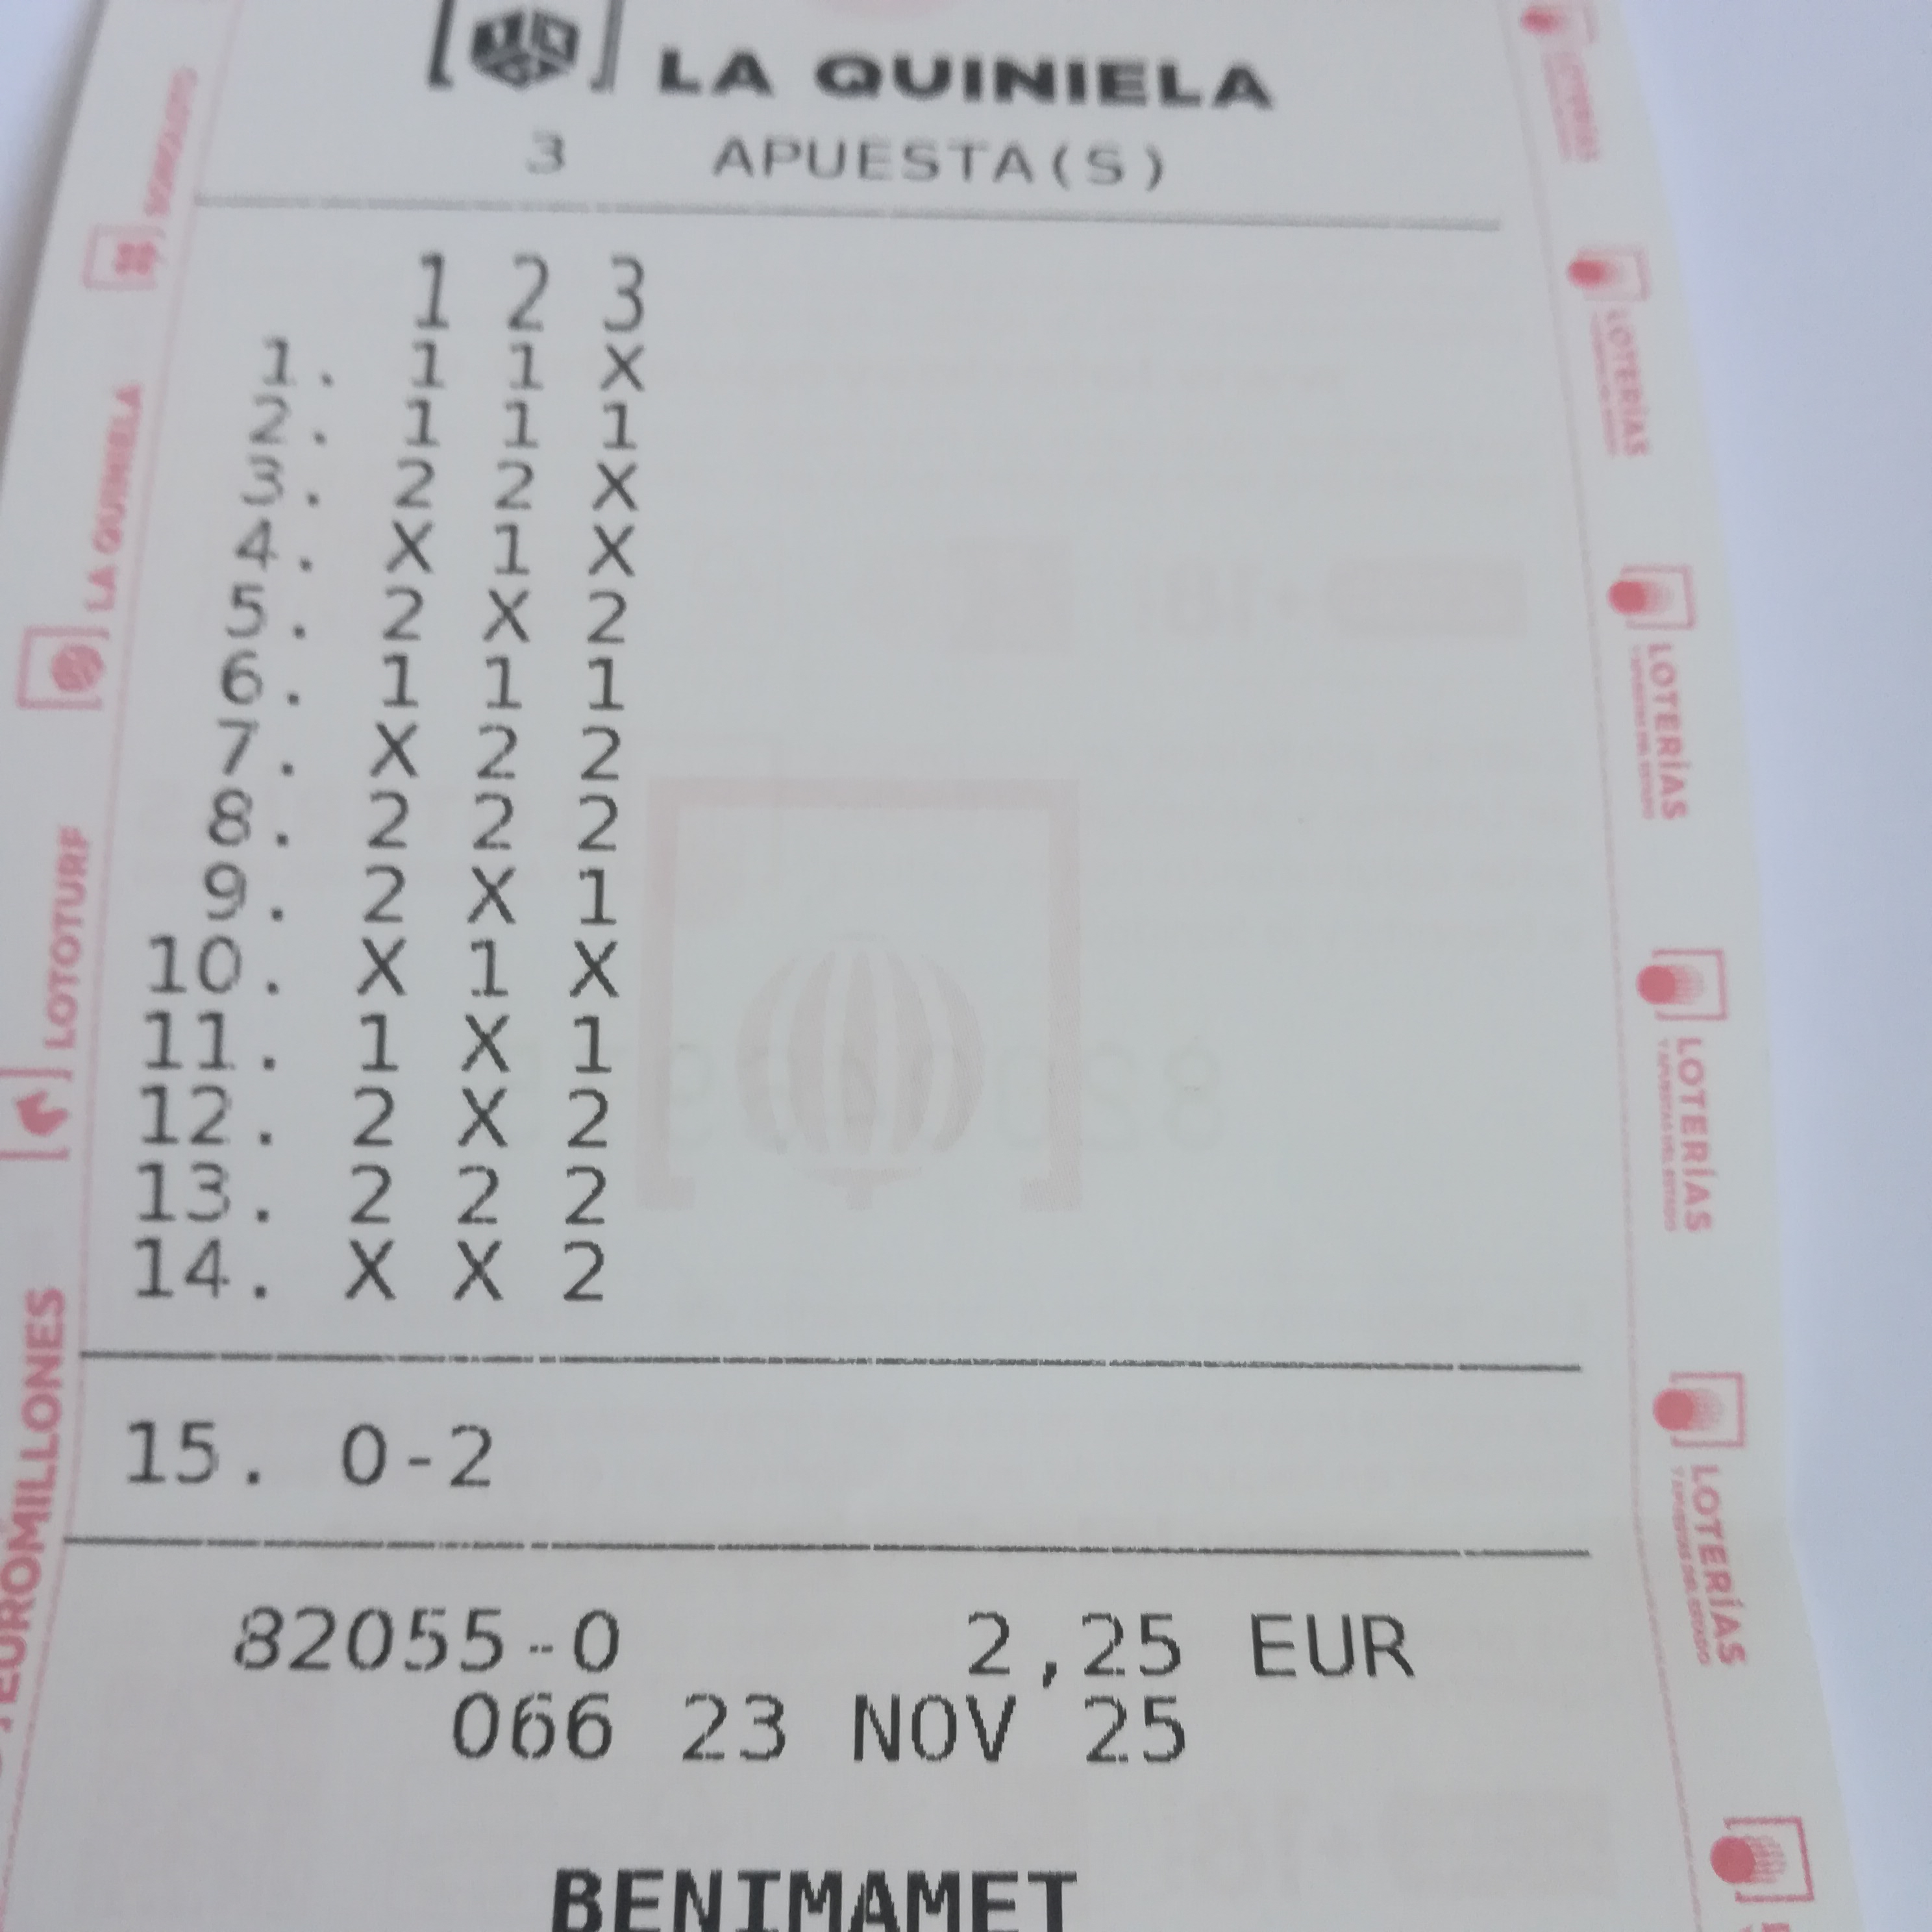 LA QUINIELA
3 APUESTA(S)
1 2 3
1. 1 1 X
2. 1 1 1
3. 2 2 X
4. X 1 X
5. 2 X 2
6. 1 1 1
7. X 2 2
8. 2 2 2
9. 2 X 1
10. X 1 X
11. 1 X 1
12. 2 X 2
13. 2 2 2
14. X X 2
15. 0-2
82055-0 2,25 EUR
066 23 NOV 25
BENIMAMET
LA QUINIELA
LOTOTURF
EUROMILLONES
LOTERÍAS
LOTERÍAS
LOTERÍAS
LOTERÍAS
LOTERÍAS